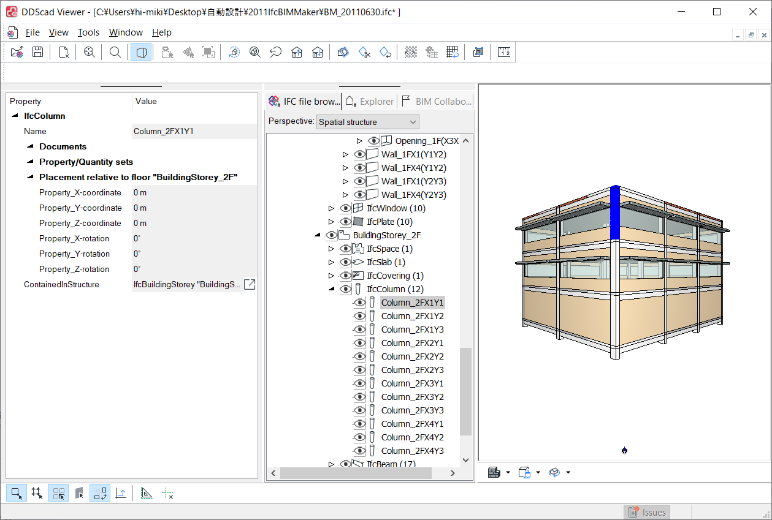 DDScad Viewer - [C:¥Users¥hi-miki¥Desktop¥自動設計¥2011IfcBIMMaker¥BM_20110630.ifc* ]
File View Tools Window Help
Property Value
IfcColumn
Name Column_2FX1Y1
Documents
Property/Quantity sets
Placement relative to floor "BuildingStorey_2F"
Property_X-coordinate 0 m
Property_Y-coordinate 0 m
Property_Z-coordinate 0 m
Property_X-rotation 0°
Property_Y-rotation 0°
Property_Z-rotation 0°
ContainedInStructure IfcBuildingStorey "BuildingS...
IFC file brow... Explorer BIM Collabo...
Perspective: Spatial structure
Opening_1F(X3X
Wall_1FX1(Y1Y2)
Wall_1FX4(Y1Y2)
Wall_1FX1(Y2Y3)
Wall_1FX4(Y2Y3)
IfcWindow (10)
IfcPlate (10)
BuildingStorey_2F
IfcSpace (1)
IfcSlab (1)
IfcCovering (1)
IfcColumn (12)
Column_2FX1Y1
Column_2FX1Y2
Column_2FX1Y3
Column_2FX2Y1
Column_2FX2Y2
Column_2FX2Y3
Column_2FX3Y1
Column_2FX3Y2
Column_2FX3Y3
Column_2FX4Y1
Column_2FX4Y2
Column_2FX4Y3
IfcBeam (17)
Issues